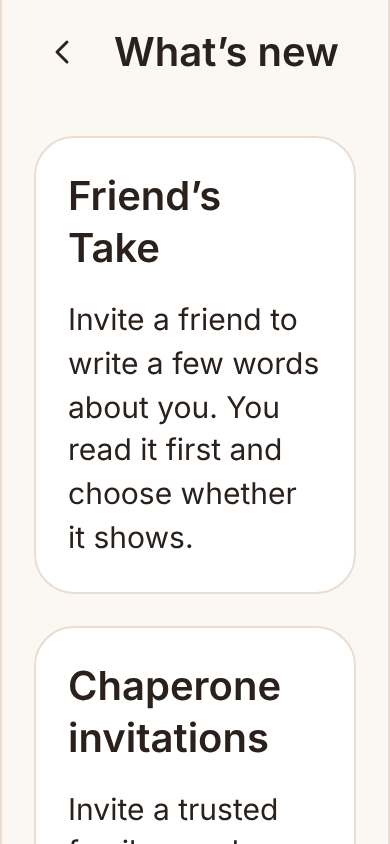 What’s new
Friend’s
Take
Invite a friend to
write a few words
about you. You
read it first and
choose whether
it shows.
Chaperone
invitations
Invite a trusted